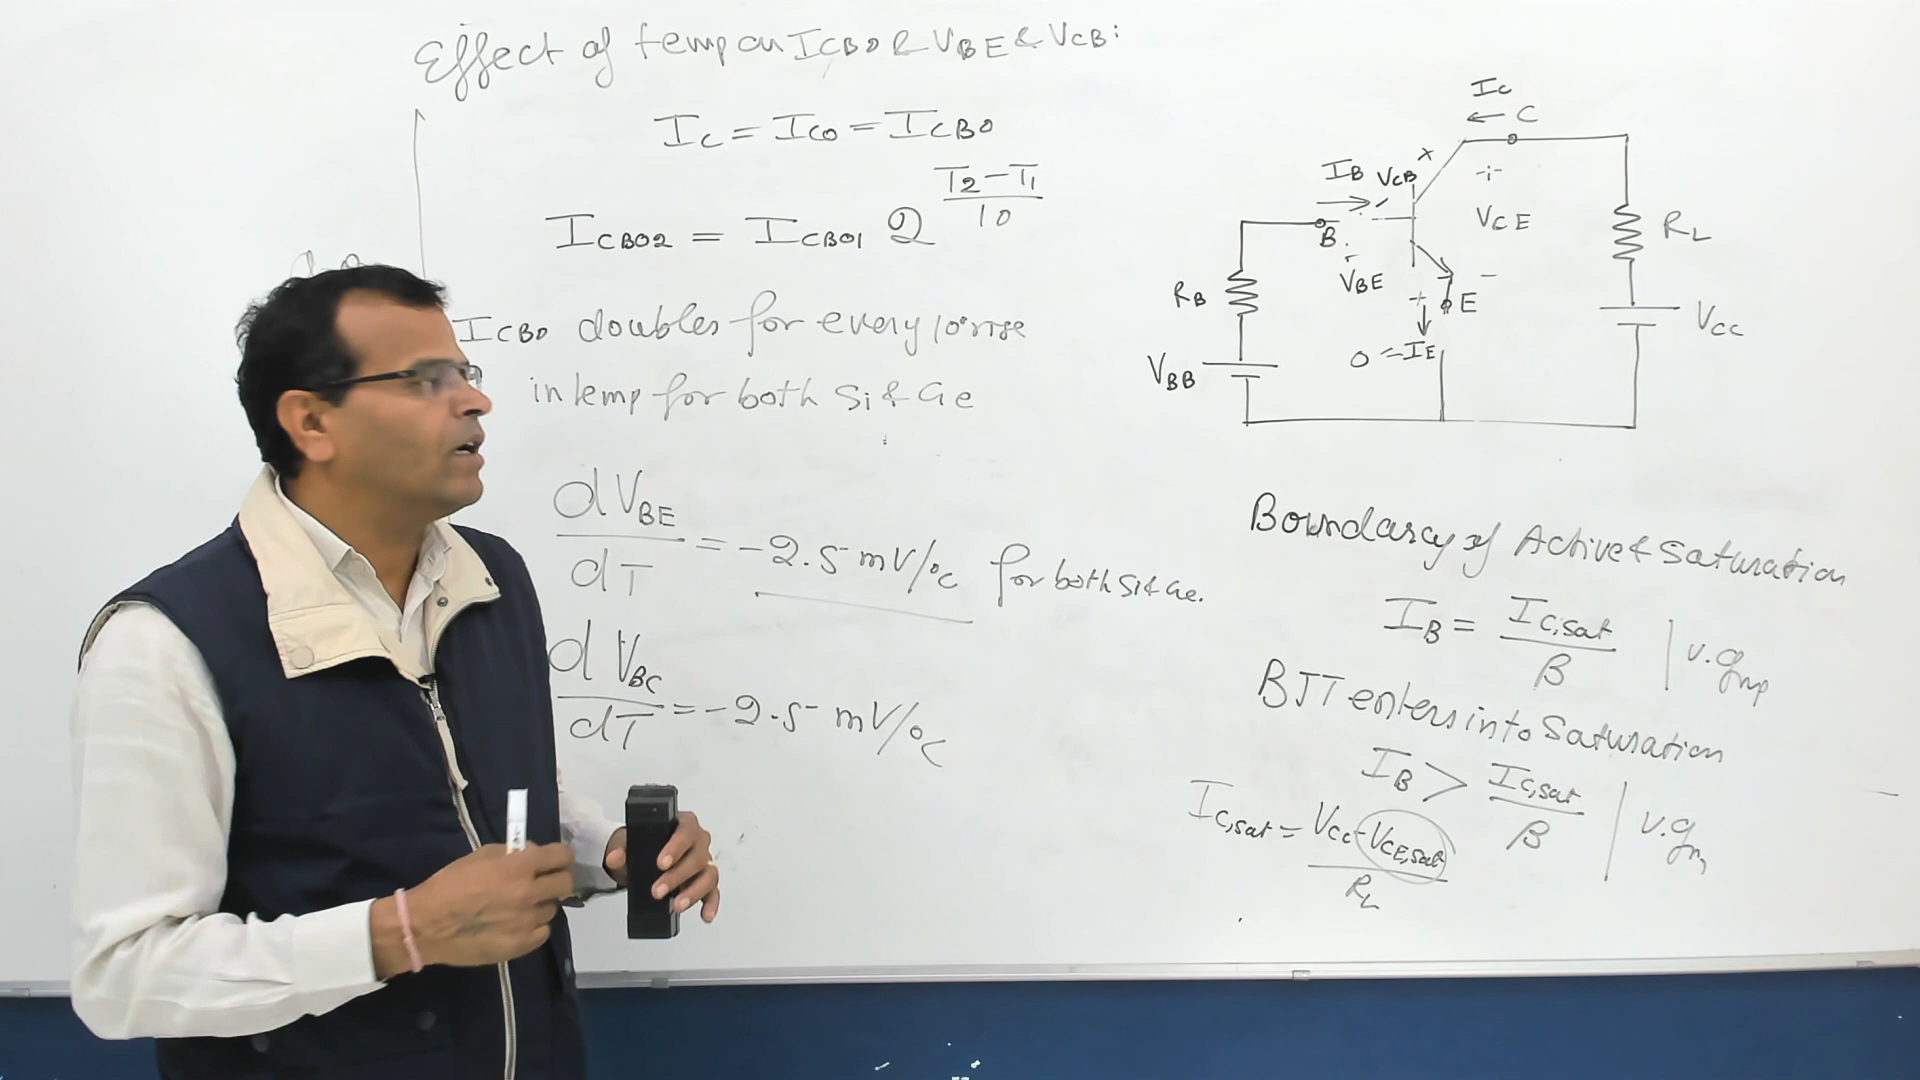 Effect of temp on ICBO & VBE & VCB:
IC = ICO = ICBO
ICBO2 = ICBO1 2^(T2-T1)/10
ICBO doubles for every 10° rise
in temp for both Si & Ge
dVBE/dT = -2.5 mV/°C for both Si & Ge.
dVBC/dT = -2.5 mV/°C
IC
← C
IB
VCB
+
VCE
-
B
VBE
+
E
0 = IE
RB
VBB
RL
VCC
Boundary of Active & Saturation
IB = IC,sat/β | v.gmp
BJT enters into Saturation
IB > IC,sat/β
IC,sat = (VCC - VCE,sat)/RL